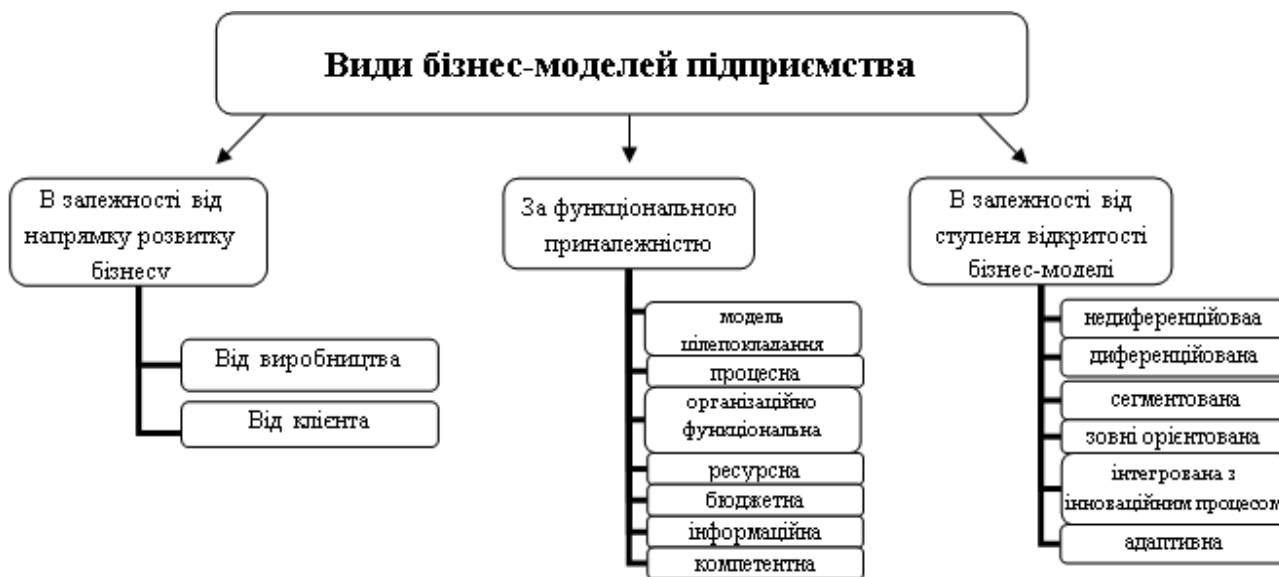 Види бізнес-моделей підприємства
В залежності від
напрямку розвитку
бізнесу
Від виробництва
Від клієнта
За функціональною
приналежністю
модель
цілепокладання
процесна
організаційно
функціональна
ресурсна
бюджетна
інформаційна
компетентна
В залежності від
ступеня відкритості
бізнес-моделі
недиференційоваа
диференційована
сегментована
зовні орієнтована
інтегрована з
інноваційним процесом
адаптивна